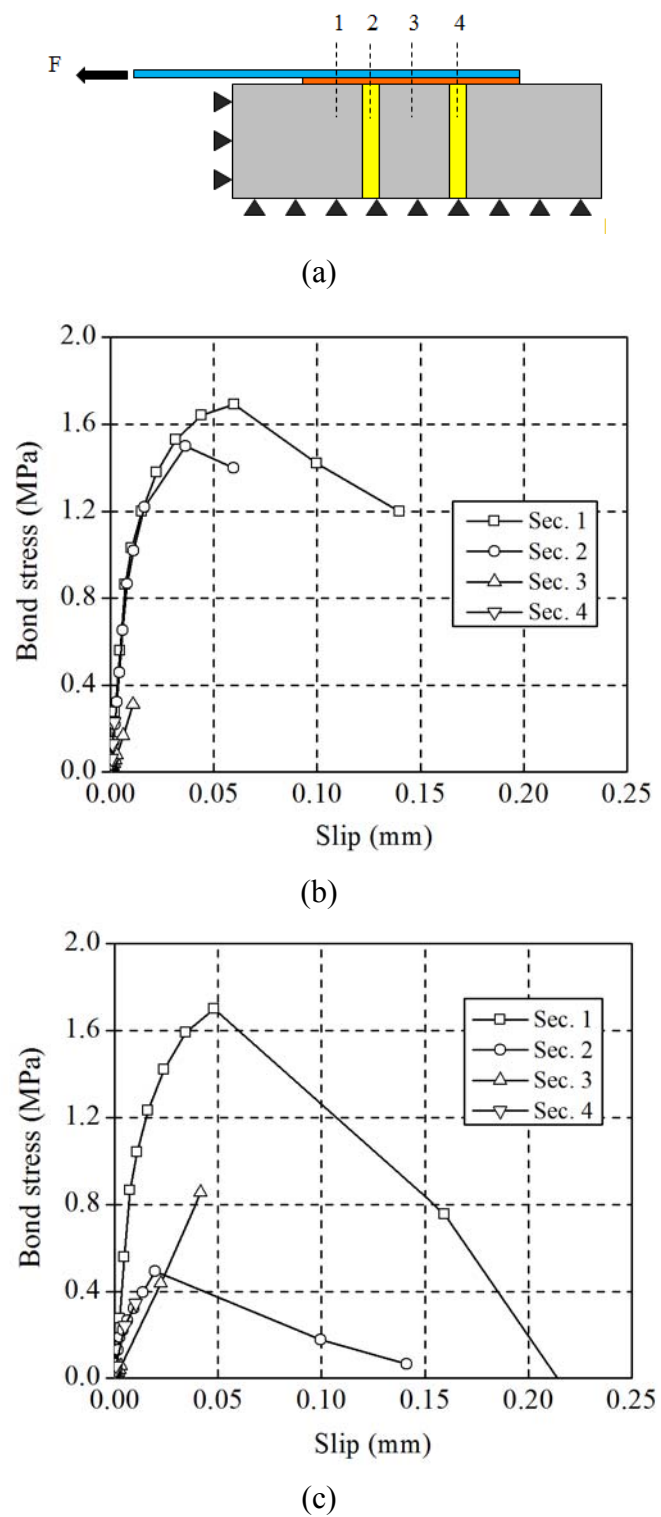 1 2 3 4
F
(a)
2.0
1.6
1.2
0.8
0.4
0.0
Bond stress (MPa)
Sec. 1
Sec. 2
Sec. 3
Sec. 4
0.00 0.05 0.10 0.15 0.20 0.25
Slip (mm)
(b)
2.0
1.6
1.2
0.8
0.4
0.0
Bond stress (MPa)
Sec. 1
Sec. 2
Sec. 3
Sec. 4
0.00 0.05 0.10 0.15 0.20 0.25
Slip (mm)
(c)